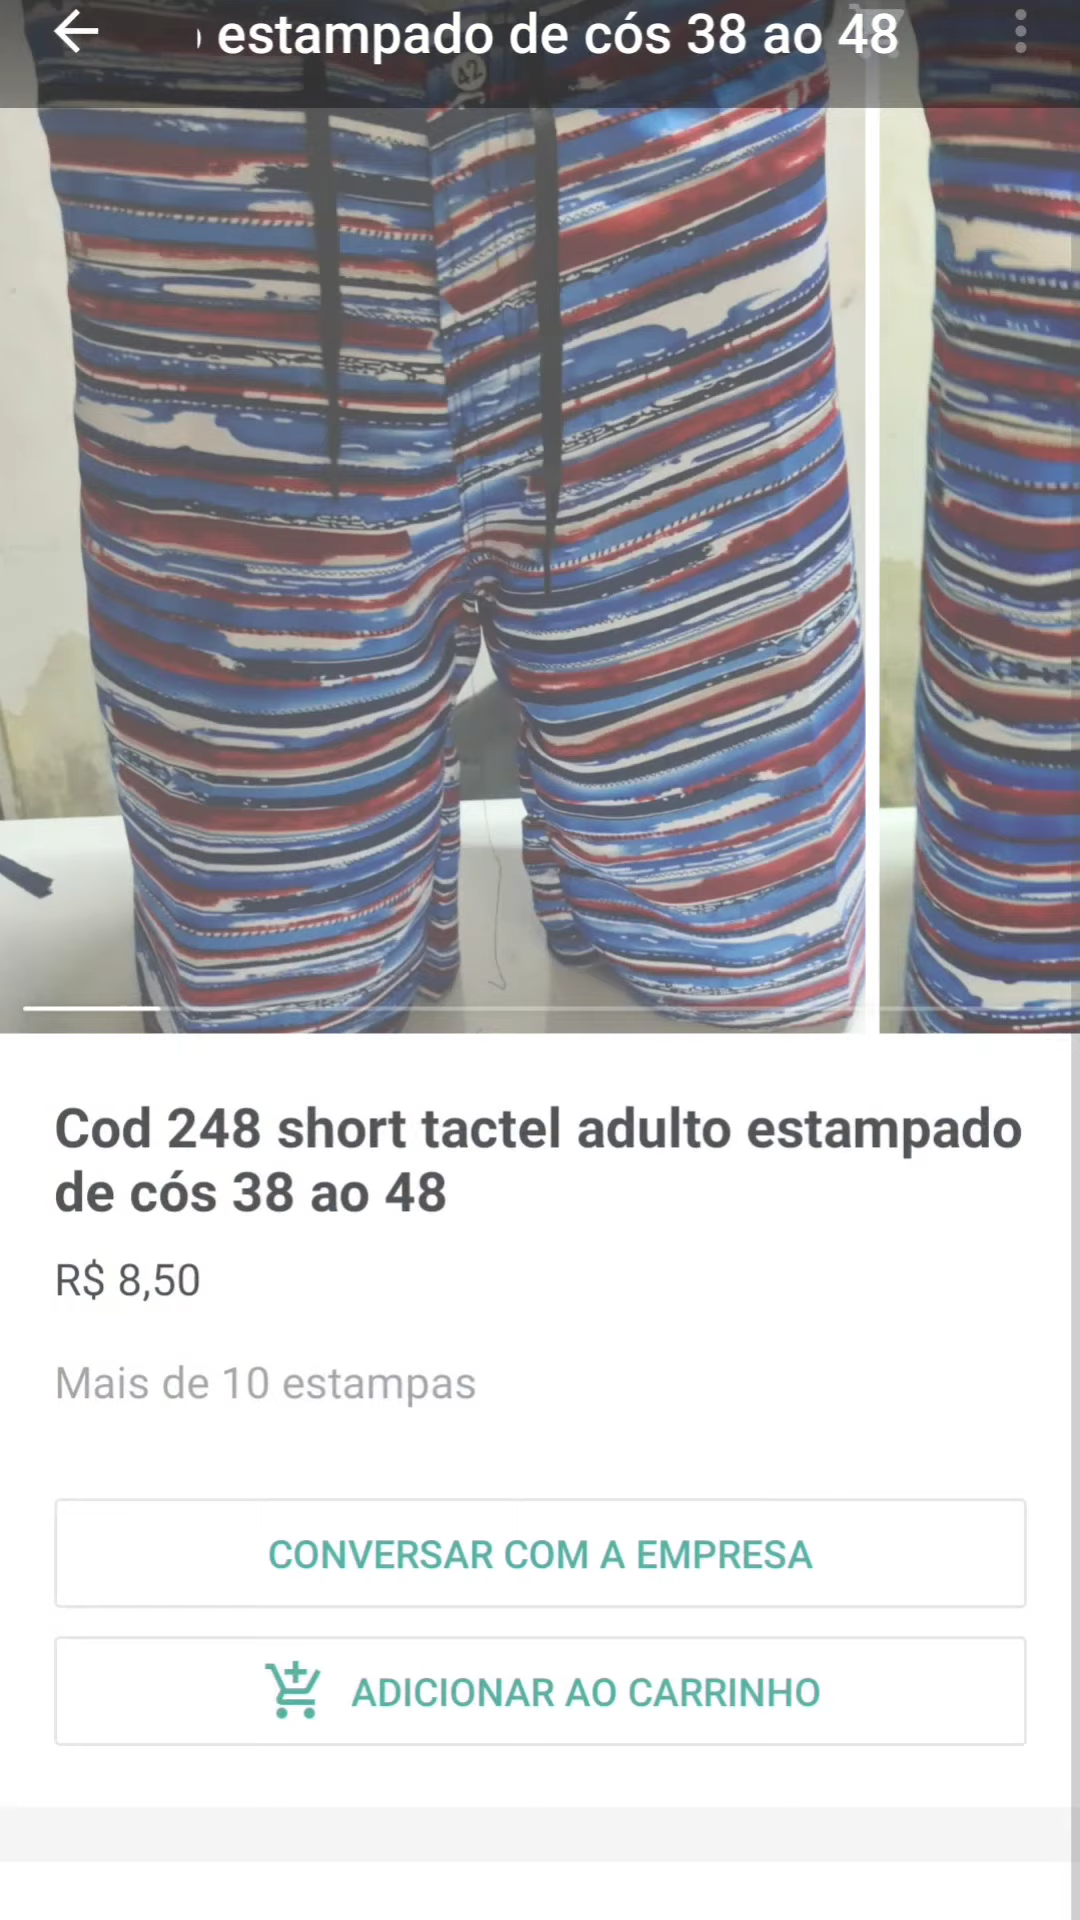 estampado de cós 38 ao 48
42
Cod 248 short tactel adulto estampado
de cós 38 ao 48
R$ 8,50
Mais de 10 estampas
CONVERSAR COM A EMPRESA
ADICIONAR AO CARRINHO